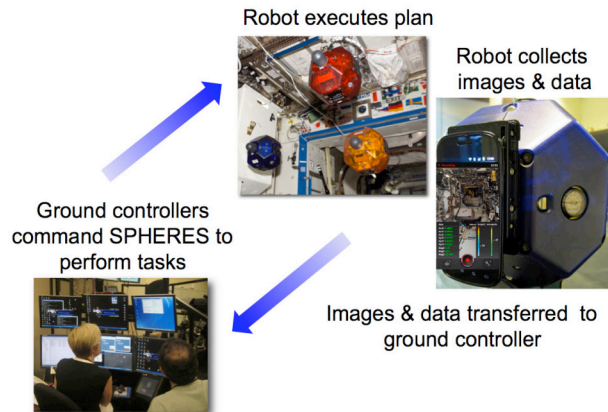 Robot executes plan
Robot collects
images & data
Ground controllers
command SPHERES to
perform tasks
Images & data transferred to
ground controller